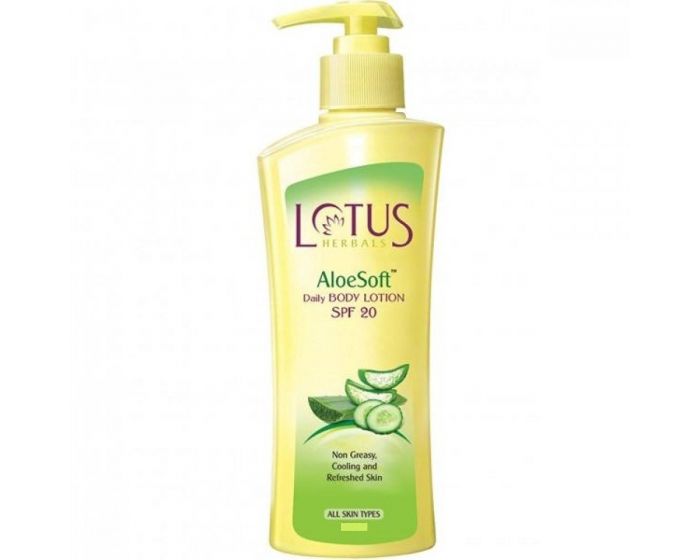 LOTUS
HERBALS
AloeSoft™
Daily BODY LOTION
SPF 20
Non Greasy,
Cooling and
Refreshed Skin
ALL SKIN TYPES